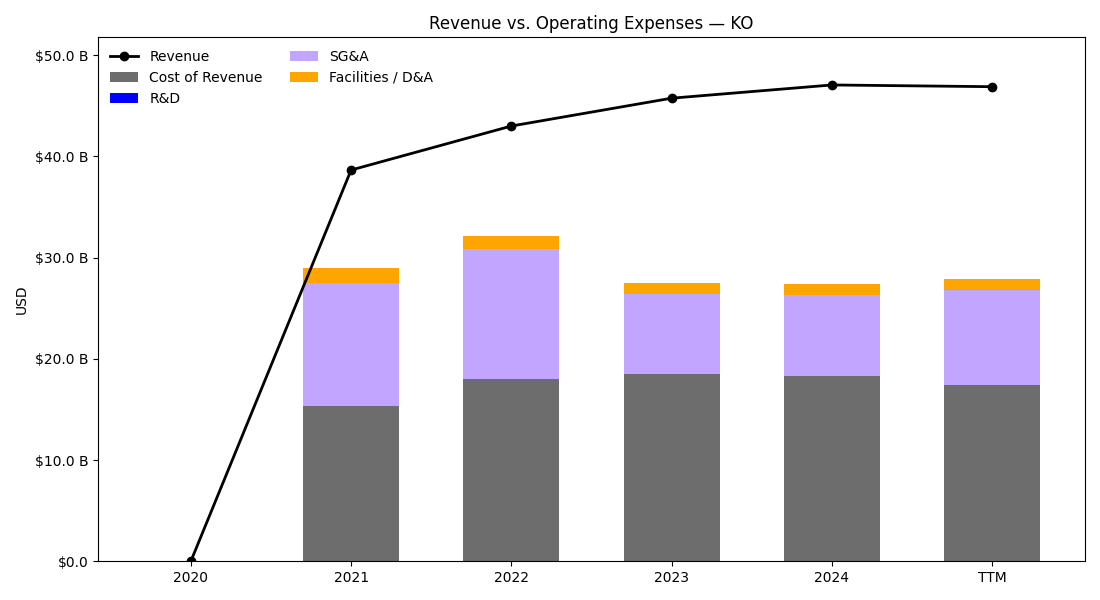 Revenue vs. Operating Expenses — KO
Revenue
Cost of Revenue
R&D
SG&A
Facilities / D&A
USD
$50.0 B
$40.0 B
$30.0 B
$20.0 B
$10.0 B
$0.0
2020
2021
2022
2023
2024
TTM